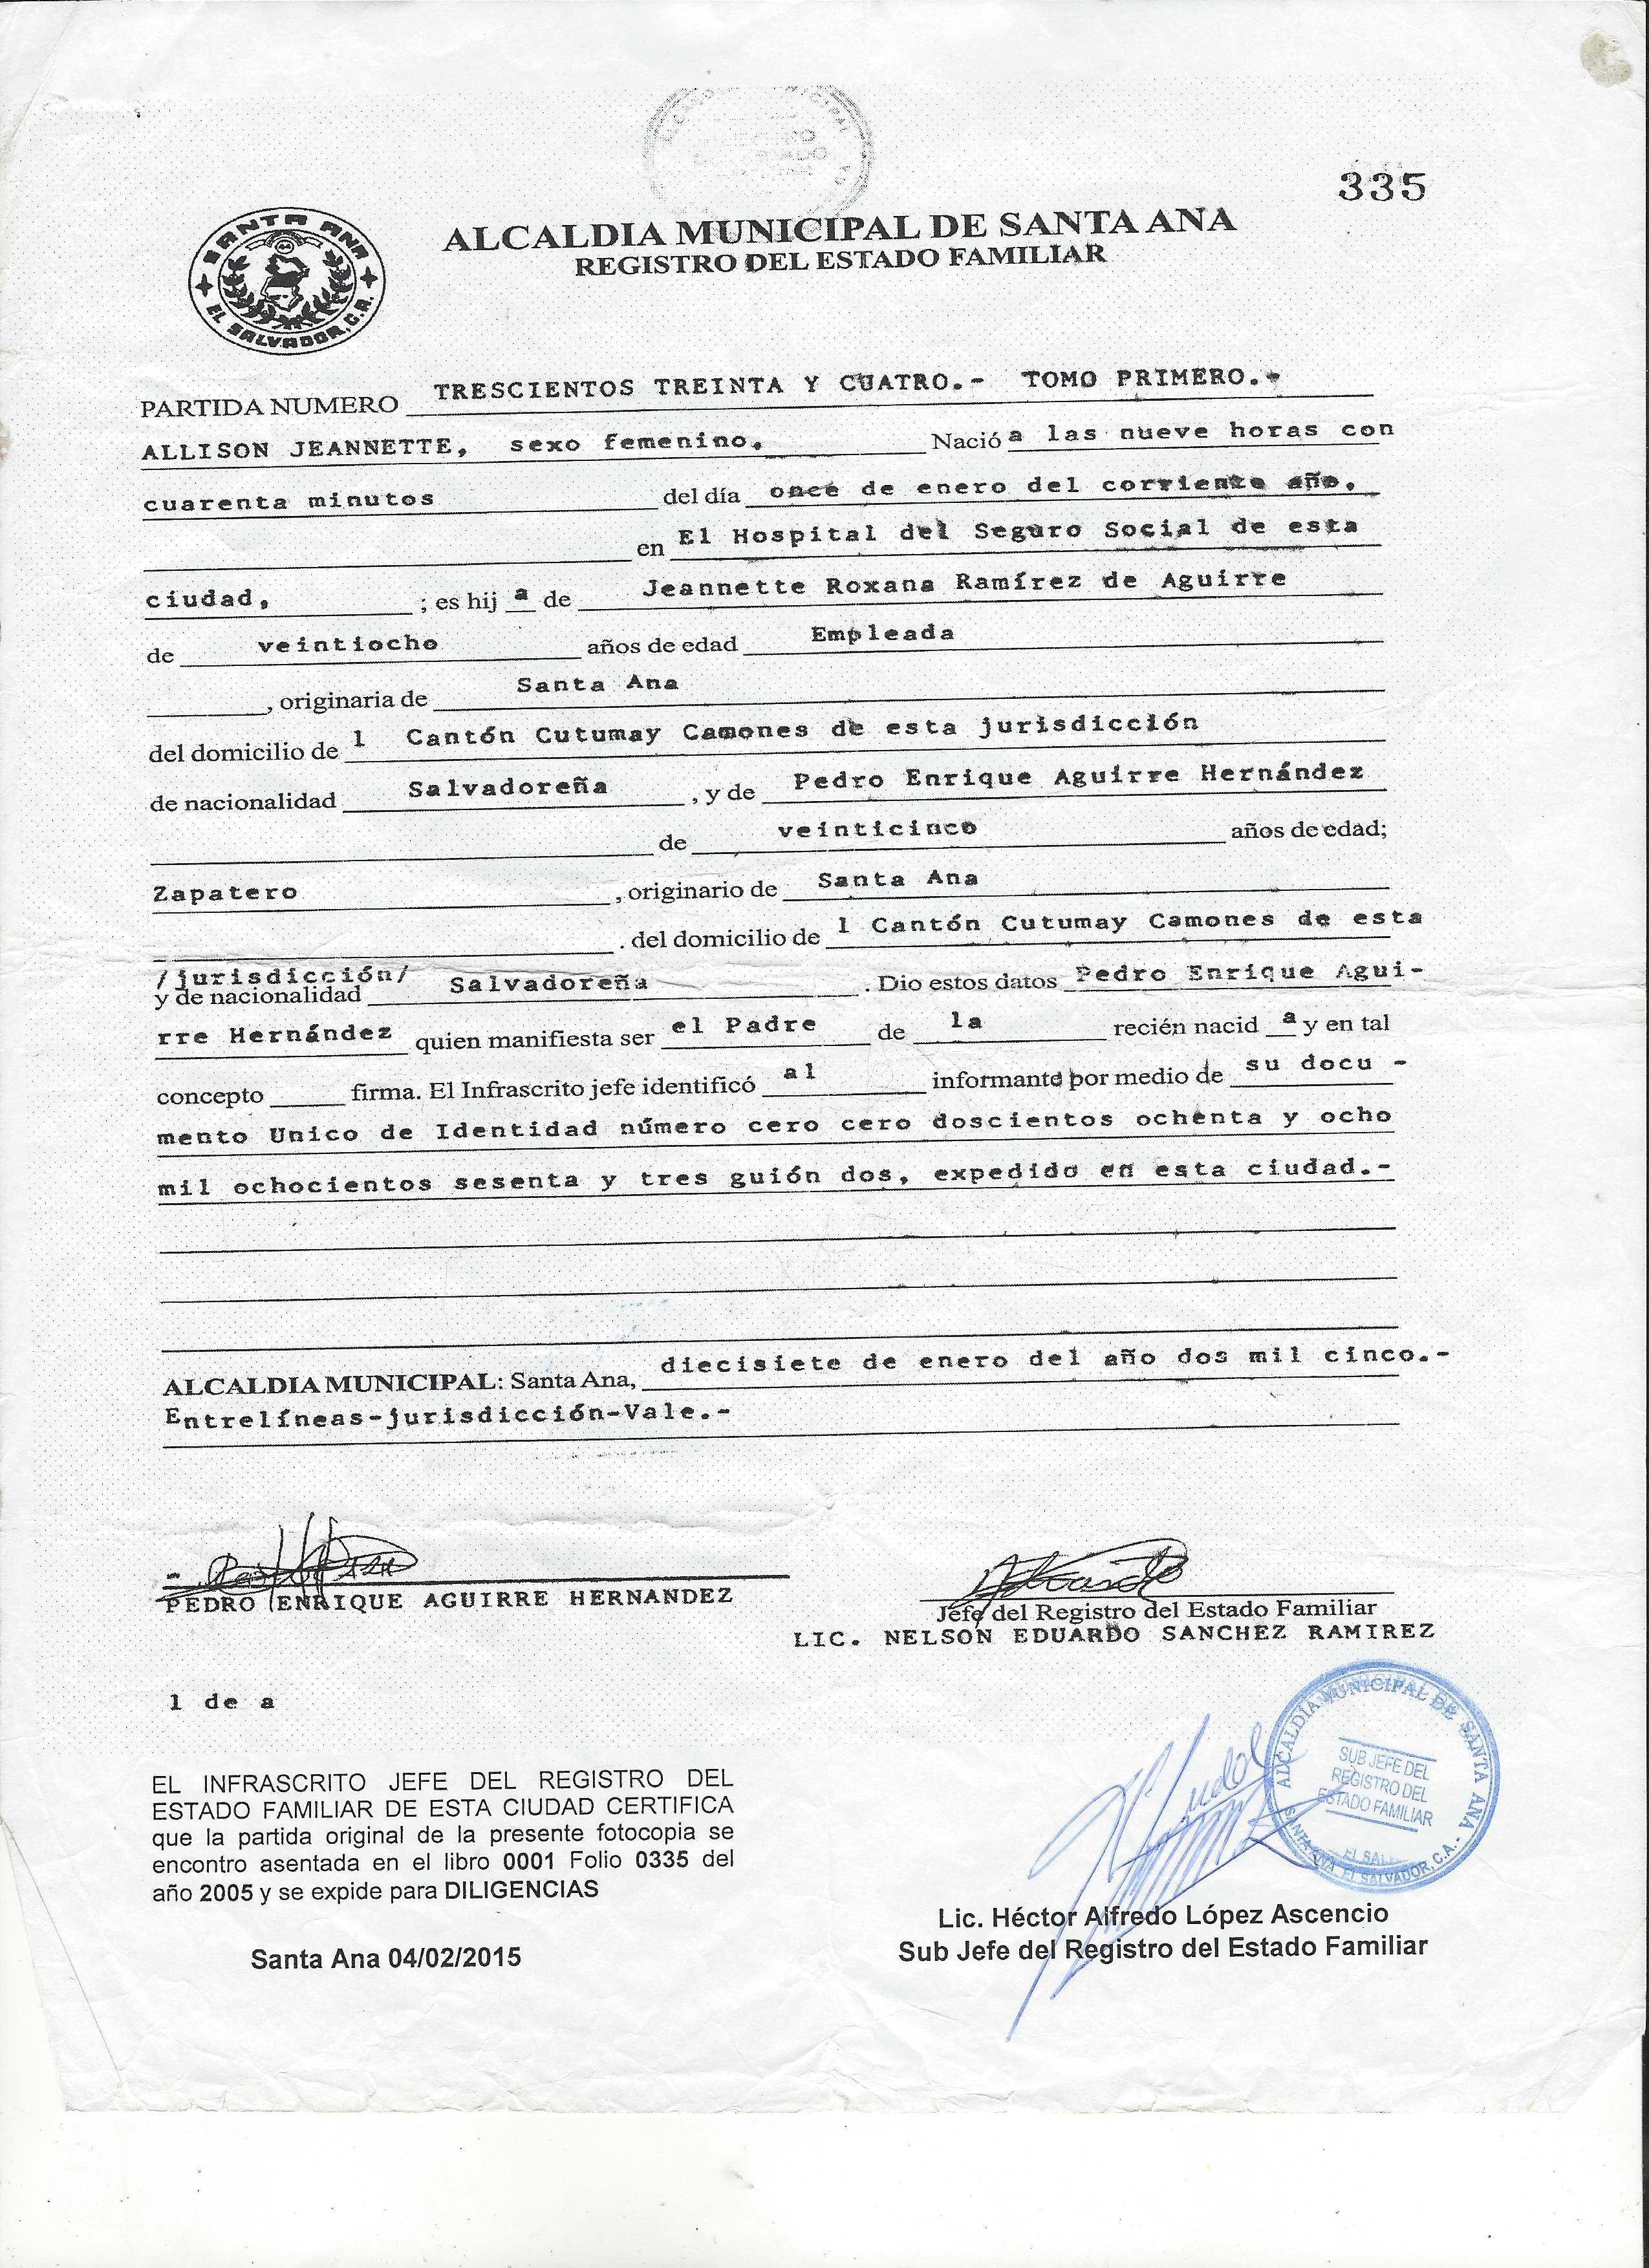 335
SANTA ANA
EL SALVADOR, C.A.
ALCALDIA MUNICIPAL DE SANTA ANA
REGISTRO DEL ESTADO FAMILIAR
PARTIDA NUMERO TRESCIENTOS TREINTA Y CUATRO.- TOMO PRIMERO.-
ALLISON JEANNETTE, sexo femenino. Nació a las nueve horas con
cuarenta minutos del día once de enero del corriente año.
en El Hospital del Seguro Social de esta
ciudad, ; es hij a de Jeannette Roxana Ramírez de Aguirre
de veintiocho años de edad Empleada
, originaria de Santa Ana
del domicilio de l Cantón Cutumay Camones de esta jurisdicción
de nacionalidad Salvadoreña , y de Pedro Enrique Aguirre Hernández
de veinticinco años de edad;
Zapatero , originario de Santa Ana
. del domicilio de l Cantón Cutumay Camones de esta
/jurisdicción/
y de nacionalidad Salvadoreña . Dio estos datos Pedro Enrique Agui-
rre Hernández quien manifiesta ser el Padre de la recién nacid a y en tal
concepto firma. El Infrascrito jefe identificó al informante por medio de su docu -
mento Unico de Identidad número cero cero doscientos ochenta y ocho
mil ochocientos sesenta y tres guión dos, expedido en esta ciudad.-
ALCALDIA MUNICIPAL: Santa Ana, diecisiete de enero del año dos mil cinco.-
Entrelíneas-jurisdicción-Vale.-
PEDRO ENRIQUE AGUIRRE HERNANDEZ
Jefe del Registro del Estado Familiar
LIC. NELSON EDUARDO SANCHEZ RAMIREZ
l de a
EL INFRASCRITO JEFE DEL REGISTRO DEL
ESTADO FAMILIAR DE ESTA CIUDAD CERTIFICA
que la partida original de la presente fotocopia se
encontro asentada en el libro 0001 Folio 0335 del
año 2005 y se expide para DILIGENCIAS
Santa Ana 04/02/2015
ALCALDIA MUNICIPAL DE SANTA ANA -
SUB JEFE DEL
REGISTRO DEL
ESTADO FAMILIAR
SANTA ANA EL SALVADOR, C.A.
Lic. Héctor Alfredo López Ascencio
Sub Jefe del Registro del Estado Familiar